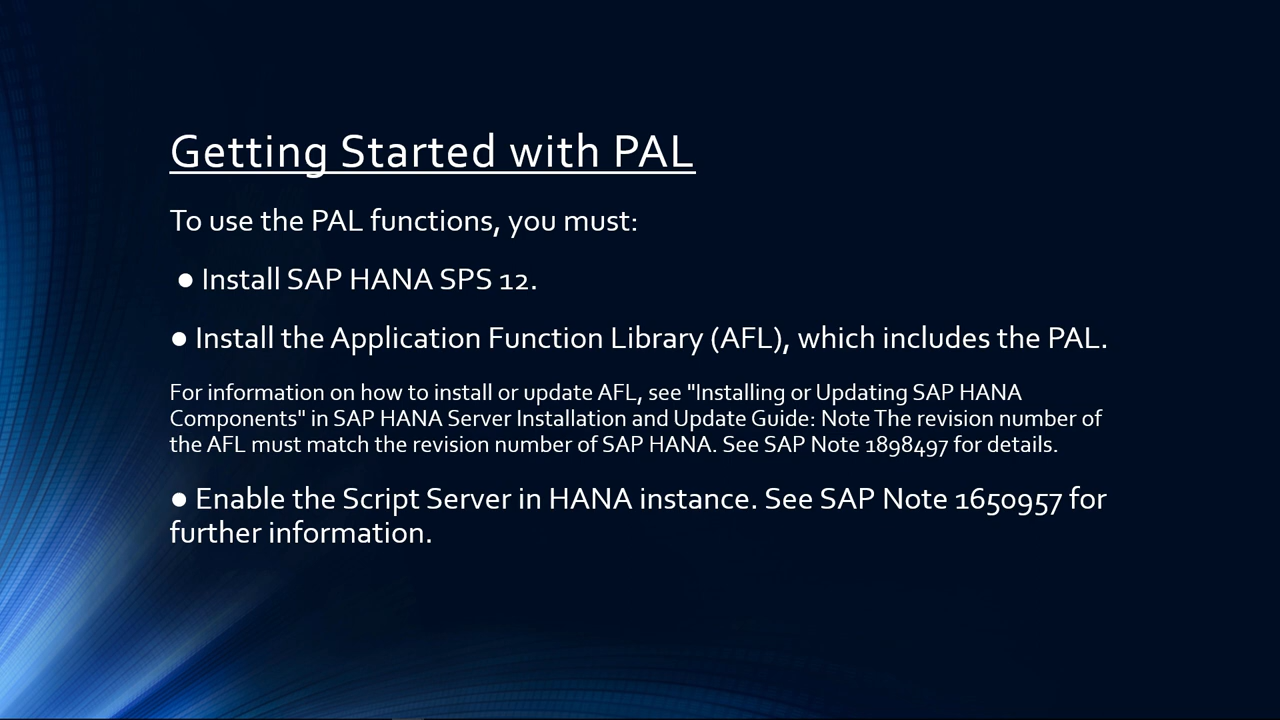 Getting Started with PAL
To use the PAL functions, you must:
● Install SAP HANA SPS 12.
● Install the Application Function Library (AFL), which includes the PAL.
For information on how to install or update AFL, see "Installing or Updating SAP HANA
Components" in SAP HANA Server Installation and Update Guide: Note The revision number of
the AFL must match the revision number of SAP HANA. See SAP Note 1898497 for details.
● Enable the Script Server in HANA instance. See SAP Note 1650957 for
further information.